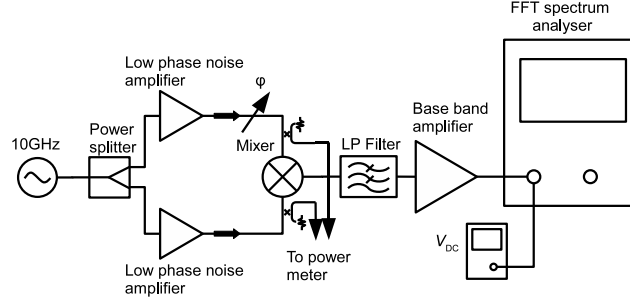 FFT spectrum
analyser
Low phase noise
amplifier
φ
Base band
amplifier
10GHz
Power
splitter
Mixer
LP Filter
To power
meter
VDC
Low phase noise
amplifier